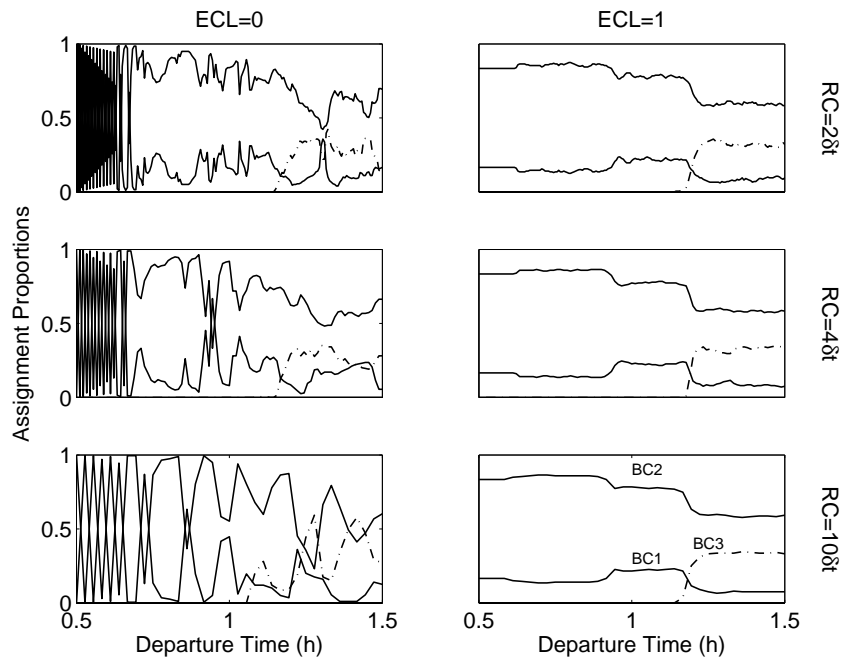 ECL=0
ECL=1
1
0.5
0
RC=2δt
1
0.5
0
RC=4δt
Assignment Proportions
1
0.5
0
0.5
1
1.5
Departure Time (h)
BC2
BC3
BC1
0.5
1
1.5
Departure Time (h)
RC=10δt